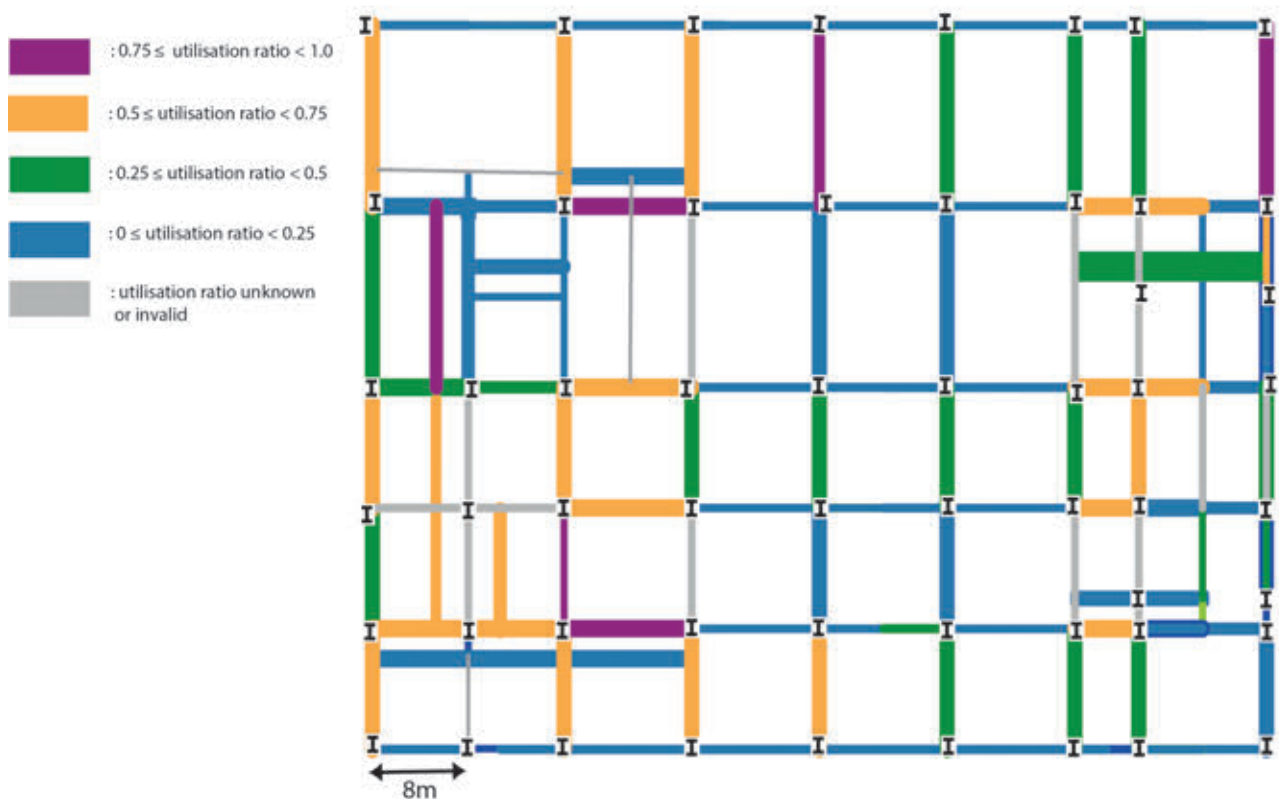 : 0.75 ≤ utilisation ratio < 1.0
: 0.5 ≤ utilisation ratio < 0.75
: 0.25 ≤ utilisation ratio < 0.5
: 0 ≤ utilisation ratio < 0.25
: utilisation ratio unknown
or invalid
8m